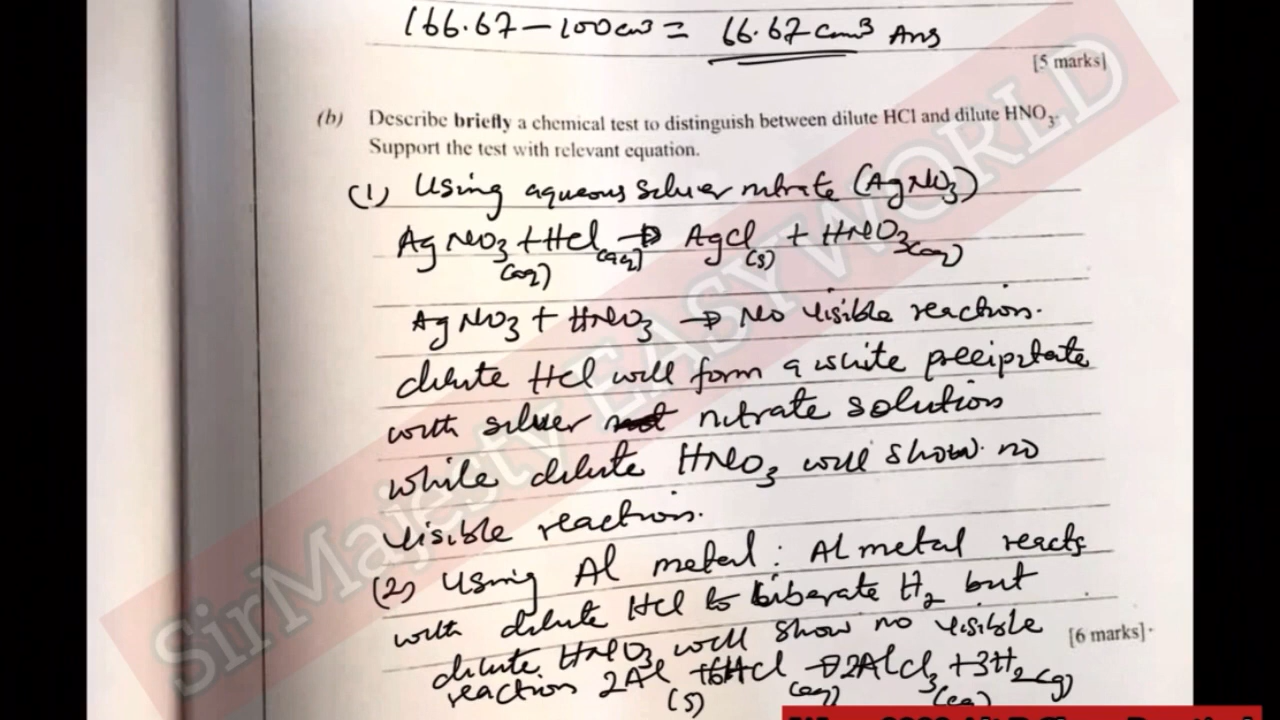 166.67 - 100cm³ = 66.67cm³ Ans
[5 marks]
(b) Describe briefly a chemical test to distinguish between dilute HCl and dilute HNO₃.
Support the test with relevant equation.
(1) Using aqueous silver nitrate (AgNO₃)
AgNO₃(aq) + HCl(aq) → AgCl(s) + HNO₃(aq)
AgNO₃ + HNO₃ → No visible reaction.
dilute HCl will form a white precipitate
with silver nitrate solution
while dilute HNO₃ will show no
visible reaction.
(2) Using Al metal: Al metal reacts
with dilute HCl to liberate H₂ but
dilute HNO₃ will show no visible
[6 marks]
reaction 2Al(s) + 6HCl(aq) → 2AlCl₃(aq) + 3H₂(g)
SirMajesty EASYWORLD